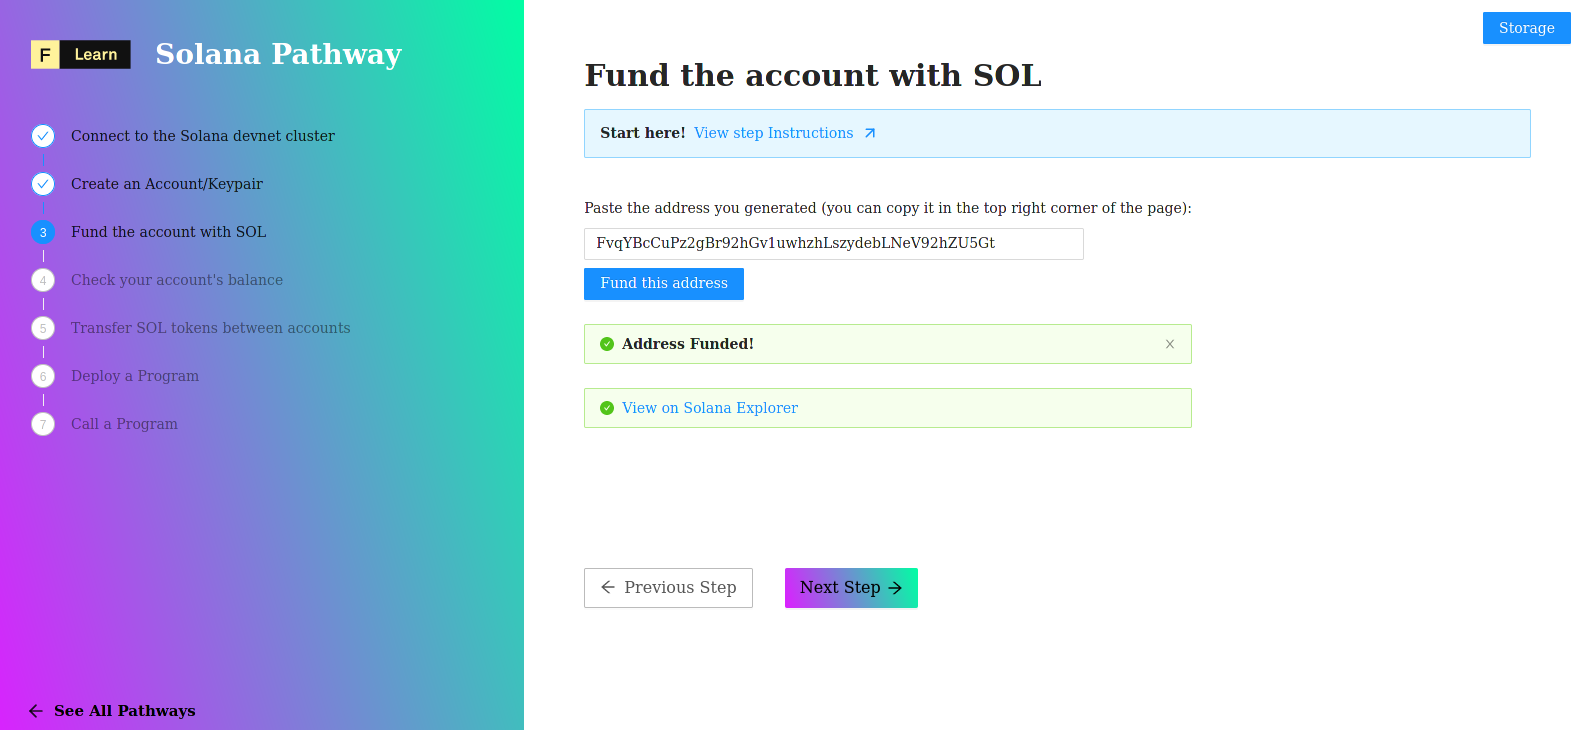 F Learn Solana Pathway
Connect to the Solana devnet cluster
Create an Account/Keypair
3 Fund the account with SOL
4 Check your account's balance
5 Transfer SOL tokens between accounts
6 Deploy a Program
7 Call a Program
See All Pathways
Storage
Fund the account with SOL
Start here! View step Instructions
Paste the address you generated (you can copy it in the top right corner of the page):
FvqYBcCuPz2gBr92hGv1uwhzhLszydebLNeV92hZU5Gt
Fund this address
Address Funded!
View on Solana Explorer
Previous Step
Next Step